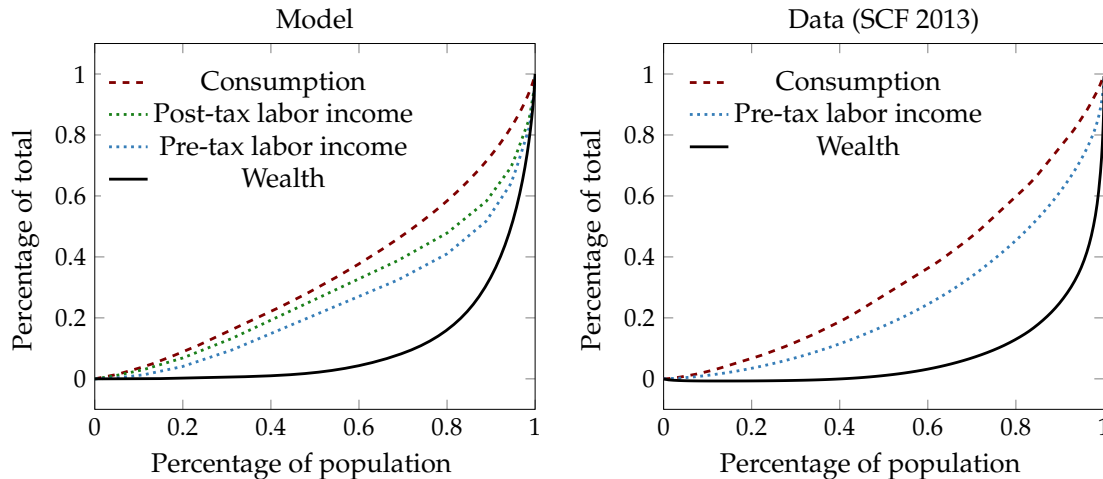 Model
Percentage of total
1
0.8
0.6
0.4
0.2
0
Consumption
Post-tax labor income
Pre-tax labor income
Wealth
0 0.2 0.4 0.6 0.8 1
Percentage of population
Data (SCF 2013)
Percentage of total
1
0.8
0.6
0.4
0.2
0
Consumption
Pre-tax labor income
Wealth
0 0.2 0.4 0.6 0.8 1
Percentage of population